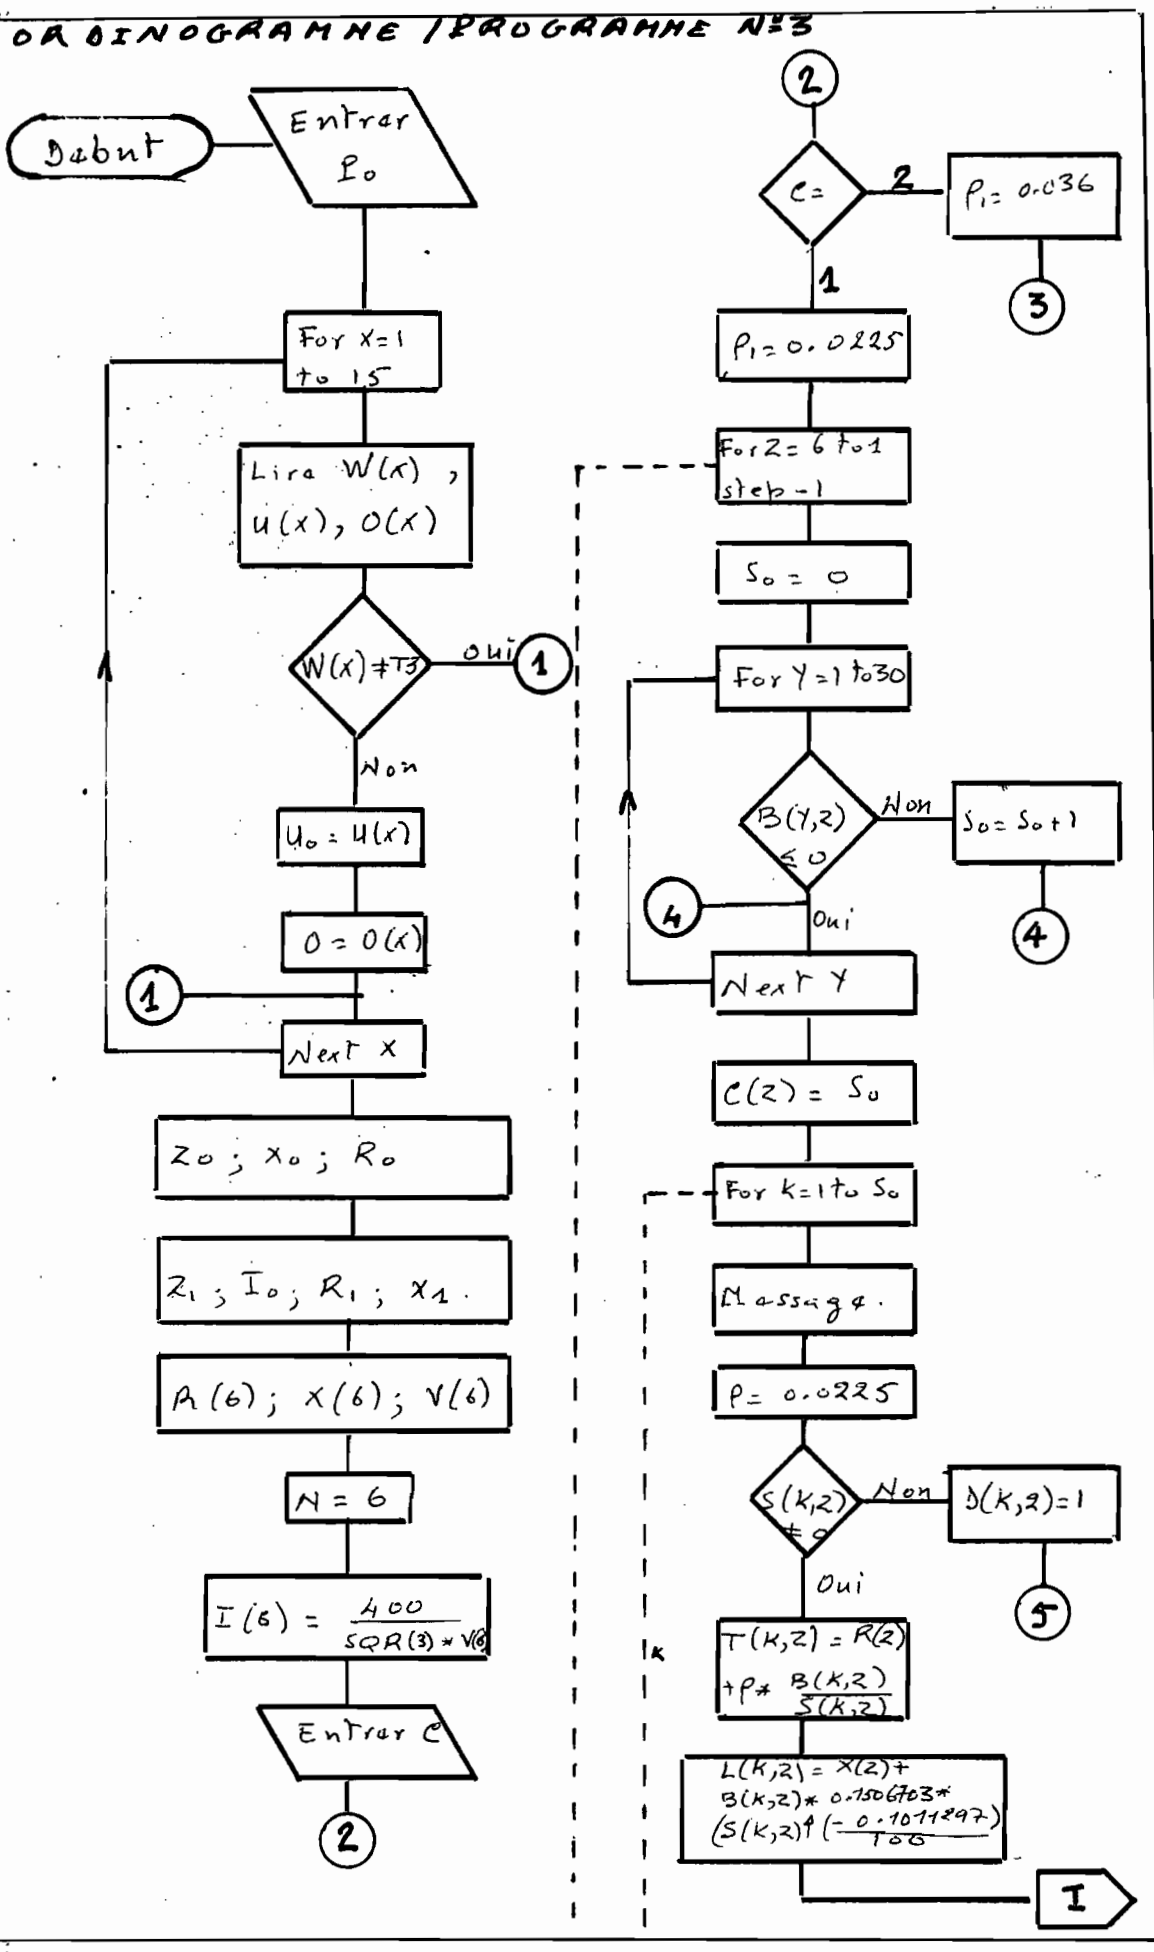 ORDINOGRAMME / PROGRAMME N°3
Debut
Entrer
P₀
For X=1
to 15
Lire W(x) ,
U(x), O(x)
W(x)≠T3
oui
1
Non
U₀ = U(x)
O = O(x)
1
Next X
Z₀ ; X₀ ; R₀
Z₁ ; I₀ ; R₁ ; X₁.
R(6); X(6); V(6)
N = 6
I(6) = 400
SQR(3) * V(6)
Entrer C
2
2
C=
2
P₁= 0.036
3
1
P₁=0.0225
For Z= 6 to 1
step -1
S₀ = 0
For Y=1 to 30
B(Y,Z)
≤ 0
Non
S₀= S₀+1
4
4
Oui
Next Y
C(Z) = S₀
For K=1 to S₀
Message.
P= 0.0225
S(K,Z)
≠ 0
Non
D(K,Z)=1
5
Oui
K
T(K,Z) = R(Z)
+P* B(K,Z)
S(K,Z)
L(K,Z) = X(Z)+
B(K,Z)* 0.1506703*
(S(K,Z)↑(-0.1011297)
100
I